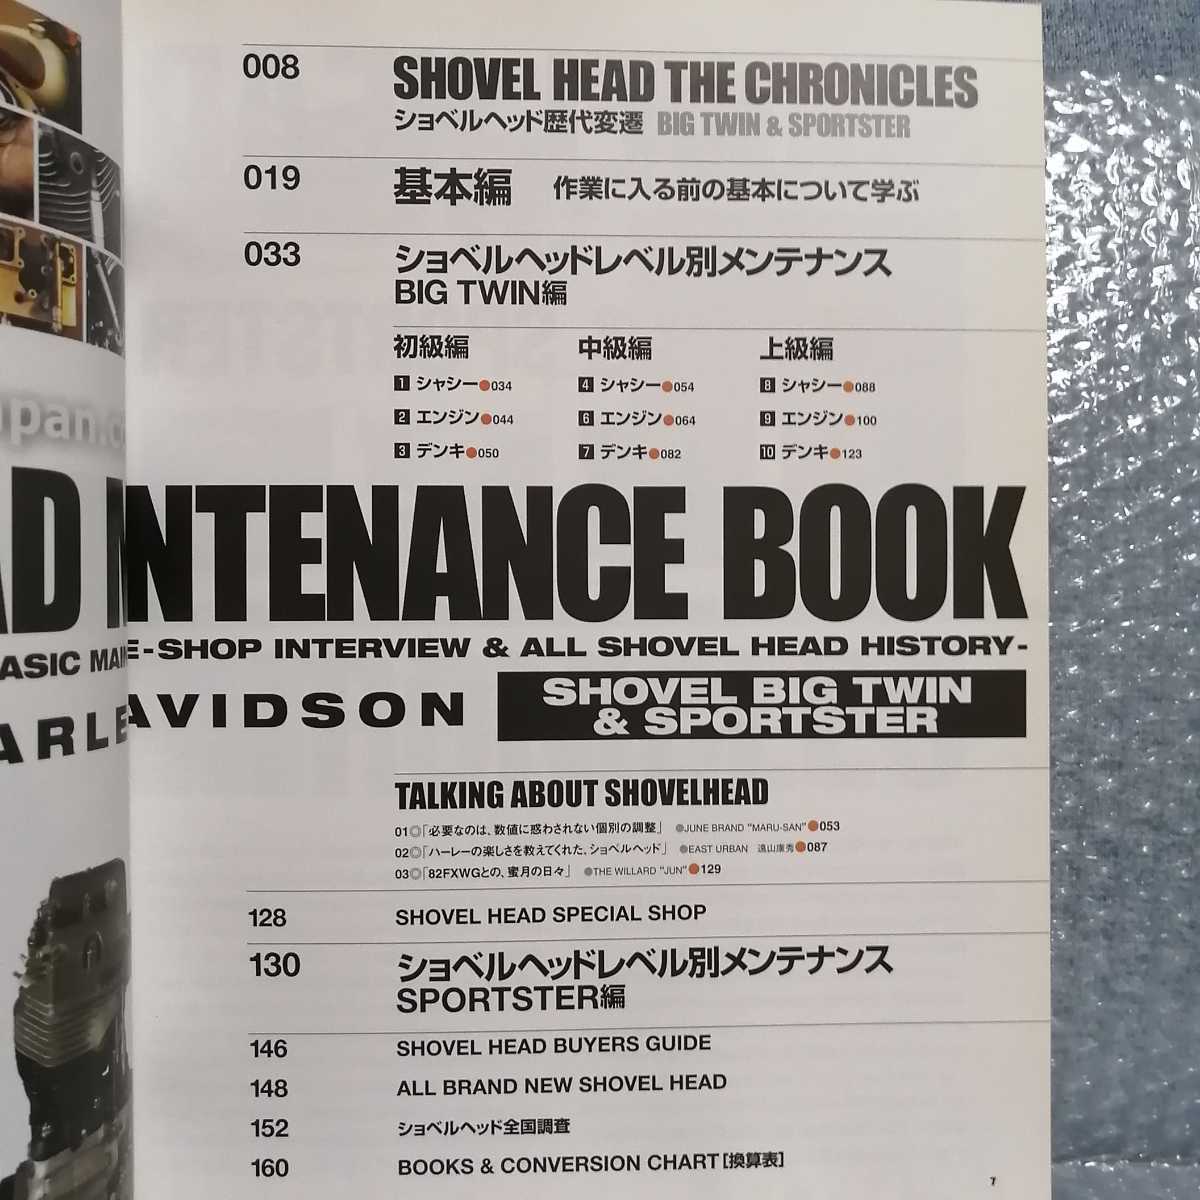 008 SHOVEL HEAD THE CHRONICLES
ショベルヘッド歴代変遷 BIG TWIN & SPORTSTER
019 基本編 作業に入る前の基本について学ぶ
033 ショベルヘッドレベル別メンテナンス
BIG TWIN編
初級編 中級編 上級編
1 シャシー●034 4 シャシー●054 8 シャシー●088
2 エンジン●044 6 エンジン●064 9 エンジン●100
3 デンキ●050 7 デンキ●082 10 デンキ●123
AD M NTENANCE BOOK
ASIC MAI E-SHOP INTERVIEW & ALL SHOVEL HEAD HISTORY-
ARLE AVIDSON SHOVEL BIG TWIN
& SPORTSTER
TALKING ABOUT SHOVELHEAD
01◎「必要なのは、数値に惑わされない個別の調整」 ●JUNE BRAND "MARU-SAN"●053
02◎「ハーレーの楽しさを教えてくれた、ショベルヘッド」 ●EAST URBAN 遠山康秀●087
03◎「82FXWGとの、蜜月の日々」 ●THE WILLARD "JUN"●129
128 SHOVEL HEAD SPECIAL SHOP
130 ショベルヘッドレベル別メンテナンス
SPORTSTER編
146 SHOVEL HEAD BUYERS GUIDE
148 ALL BRAND NEW SHOVEL HEAD
152 ショベルヘッド全国調査
160 BOOKS & CONVERSION CHART[換算表]
7